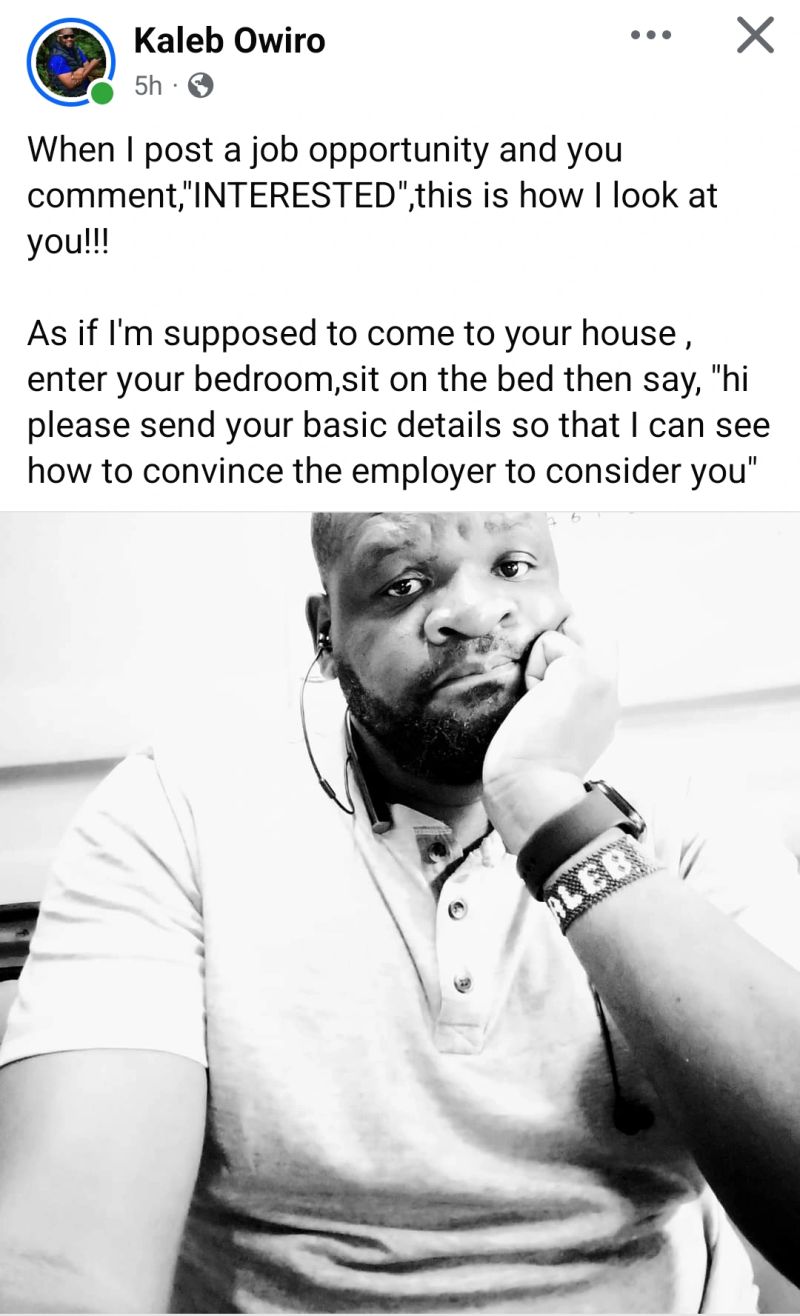 Kaleb Owiro
5h ·
When I post a job opportunity and you
comment,"INTERESTED",this is how I look at
you!!!
As if I'm supposed to come to your house ,
enter your bedroom,sit on the bed then say, "hi
please send your basic details so that I can see
how to convince the employer to consider you"
LEB